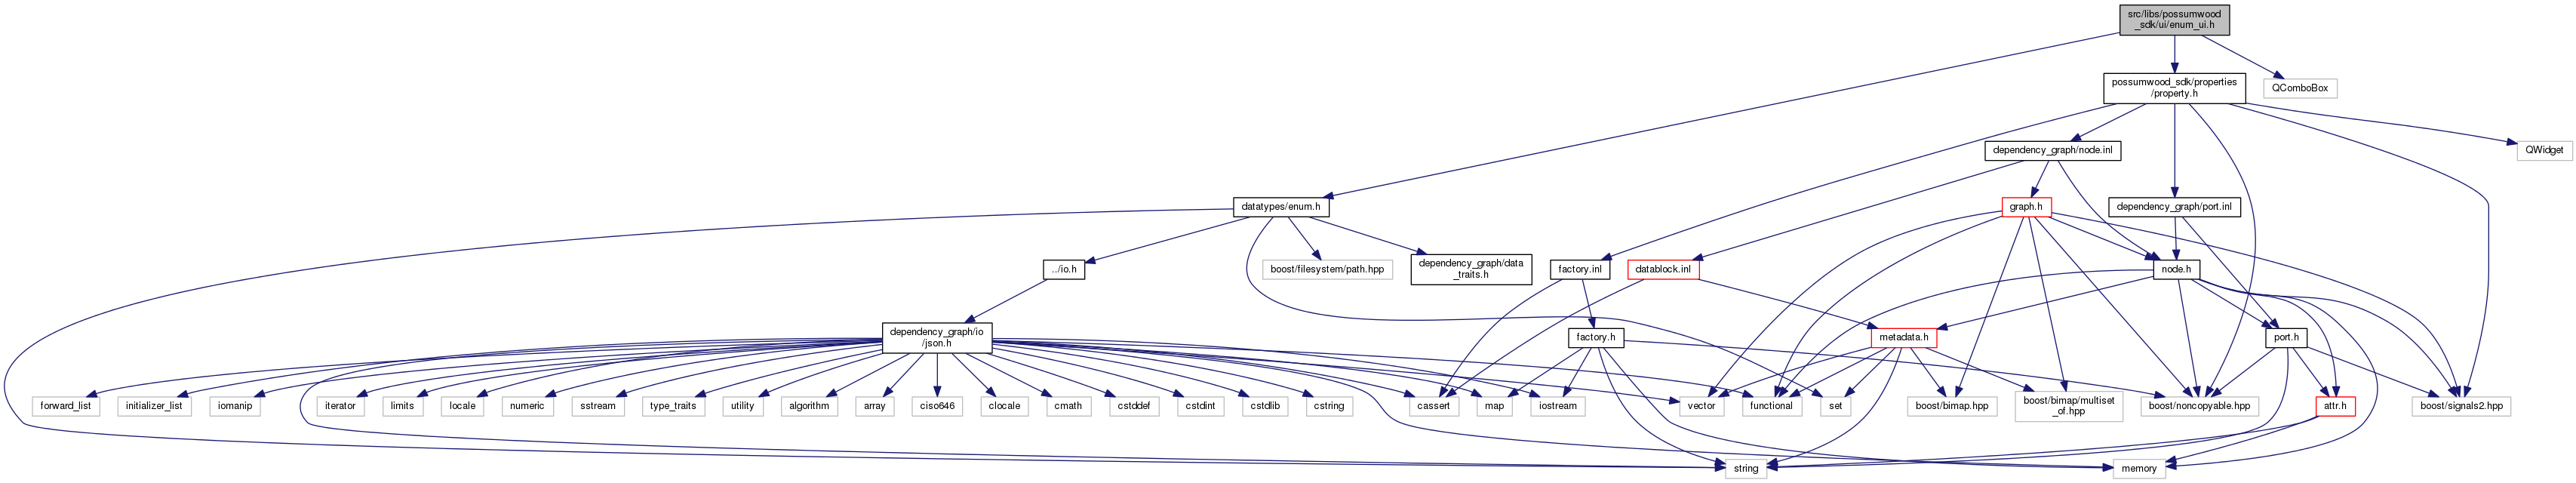 src/libs/possumwood
_sdk/ui/enum_ui.h
possumwood_sdk/properties
/property.h
QComboBox
dependency_graph/node.inl
QWidget
datatypes/enum.h
graph.h
dependency_graph/port.inl
../io.h
boost/filesystem/path.hpp
dependency_graph/data
_traits.h
factory.inl
datablock.inl
node.h
dependency_graph/io
/json.h
factory.h
metadata.h
port.h
forward_list
initializer_list
iomanip
iterator
limits
locale
numeric
sstream
type_traits
utility
algorithm
array
ciso646
clocale
cmath
cstddef
cstdint
cstdlib
cstring
cassert
map
iostream
vector
functional
set
boost/bimap.hpp
boost/bimap/multiset
_of.hpp
boost/noncopyable.hpp
attr.h
boost/signals2.hpp
string
memory